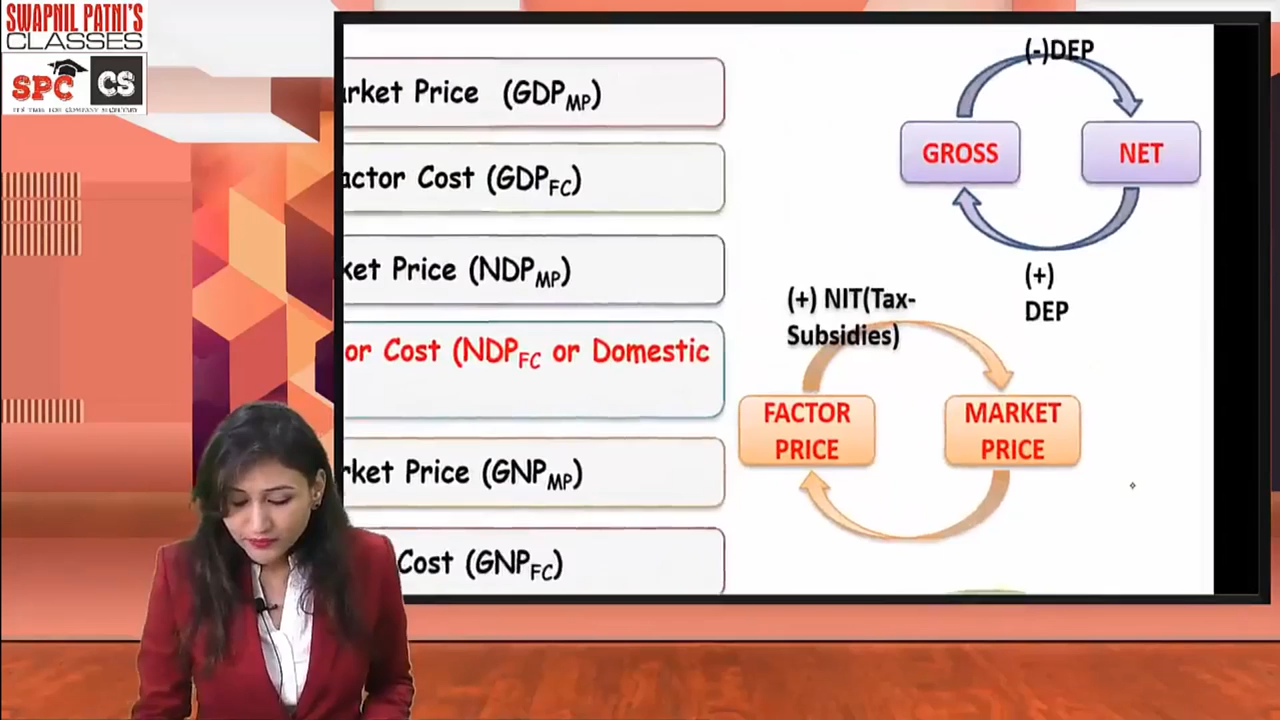 SWAPNIL PATNI'S
CLASSES
SPC CS
rket Price (GDPMP)
actor Cost (GDPFC)
ket Price (NDPMP)
or Cost (NDPFC or Domestic
rket Price (GNPMP)
Cost (GNPFC)
(-)DEP
GROSS
NET
(+)
DEP
(+) NIT(Tax-
Subsidies)
FACTOR
PRICE
MARKET
PRICE